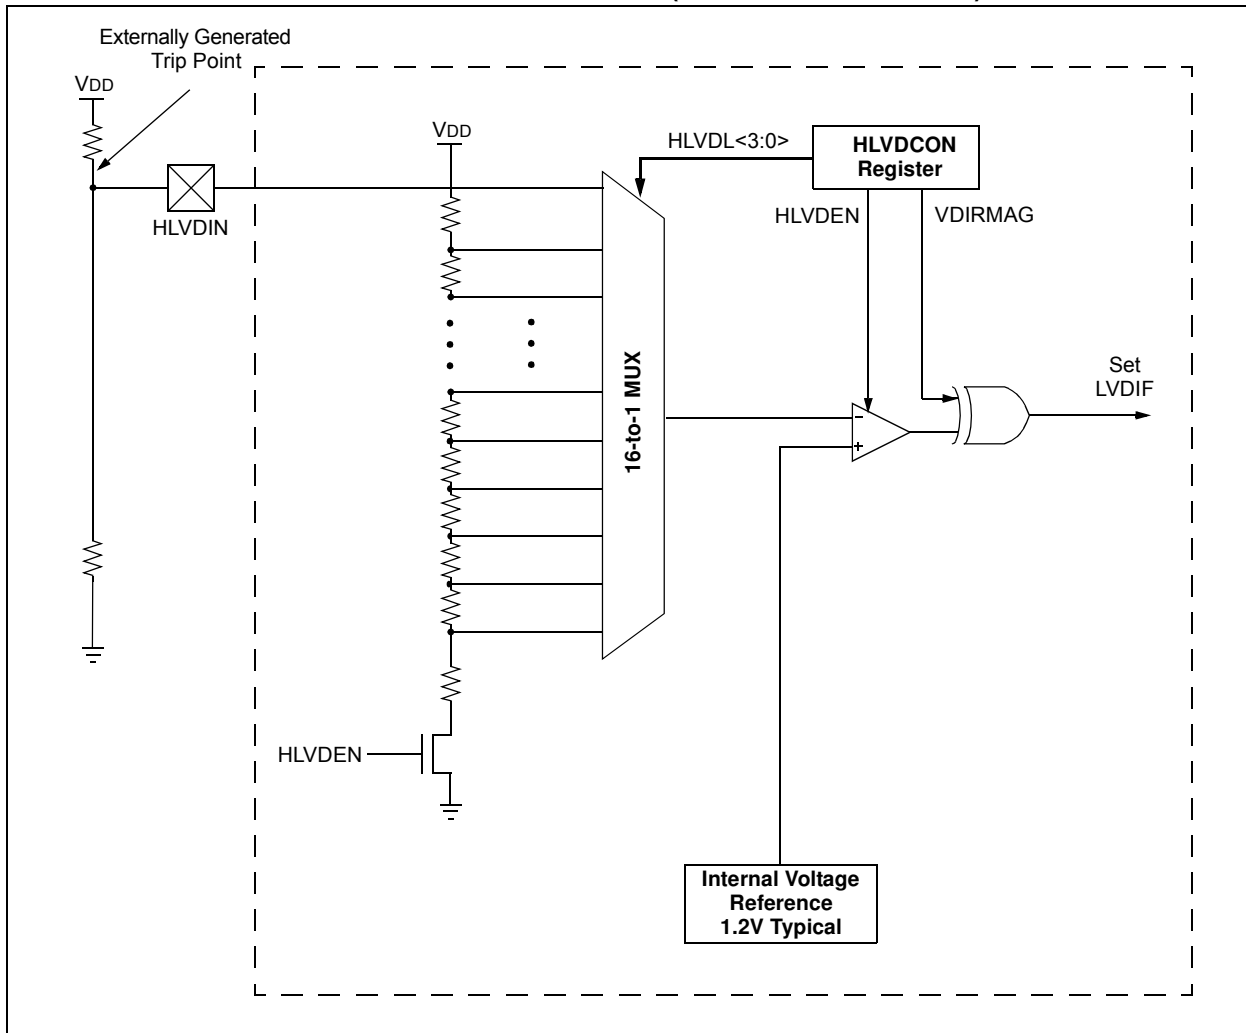 Externally Generated
Trip Point
VDD
VDD
HLVDL<3:0>
HLVDCON
Register
HLVDIN
HLVDEN
VDIRMAG
16-to-1 MUX
Set
LVDIF
–
+
HLVDEN
Internal Voltage
Reference
1.2V Typical